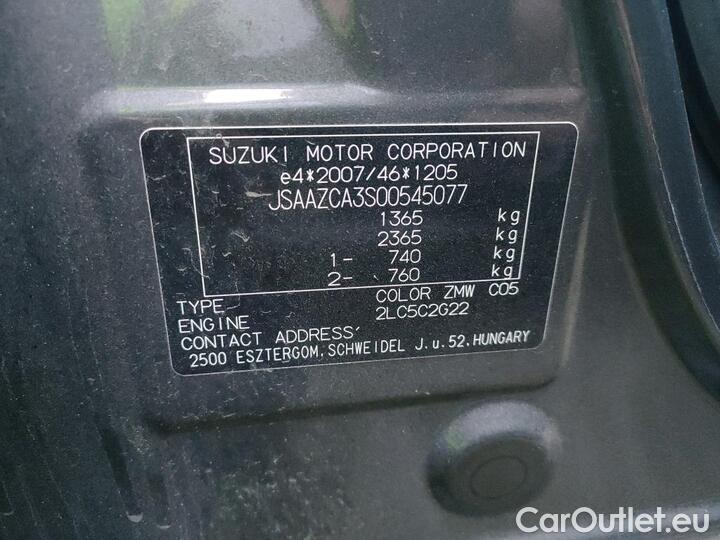 SUZUKI MOTOR CORPORATION
e4*2007/46*1205
JSAAZCA3S00545077
1365 kg
2365 kg
1- 740 kg
2- 760 kg
COLOR ZMW C05
TYPE 2LC5C2G22
ENGINE
CONTACT ADDRESS
2500 ESZTERGOM, SCHWEIDEL J.u.52.HUNGARY
CarOutlet.eu